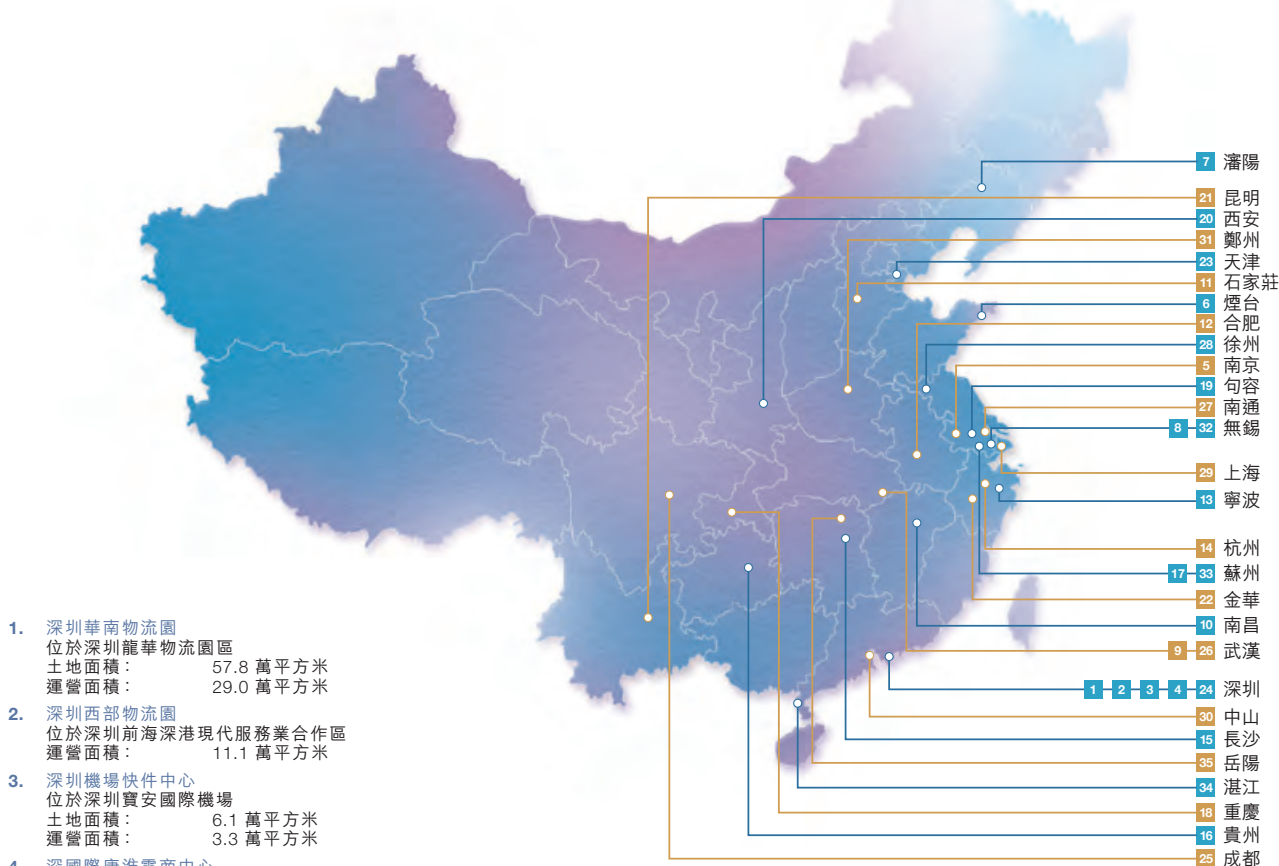 7 瀋陽
21 昆明
20 西安
31 鄭州
23 天津
11 石家莊
6 煙台
12 合肥
28 徐州
5 南京
19 句容
27 南通
8 32 無錫
29 上海
13 寧波
14 杭州
17 33 蘇州
22 金華
10 南昌
9 26 武漢
1 2 3 4 24 深圳
30 中山
15 長沙
35 岳陽
34 湛江
18 重慶
16 貴州
25 成都
1. 深圳華南物流園
位於深圳龍華物流園區
土地面積： 57.8 萬平方米
運營面積： 29.0 萬平方米
2. 深圳西部物流園
位於深圳前海深港現代服務業合作區
運營面積： 11.1 萬平方米
3. 深圳機場快件中心
位於深圳寶安國際機場
土地面積： 6.1 萬平方米
運營面積： 3.3 萬平方米
4. 深國際康淮電商中心